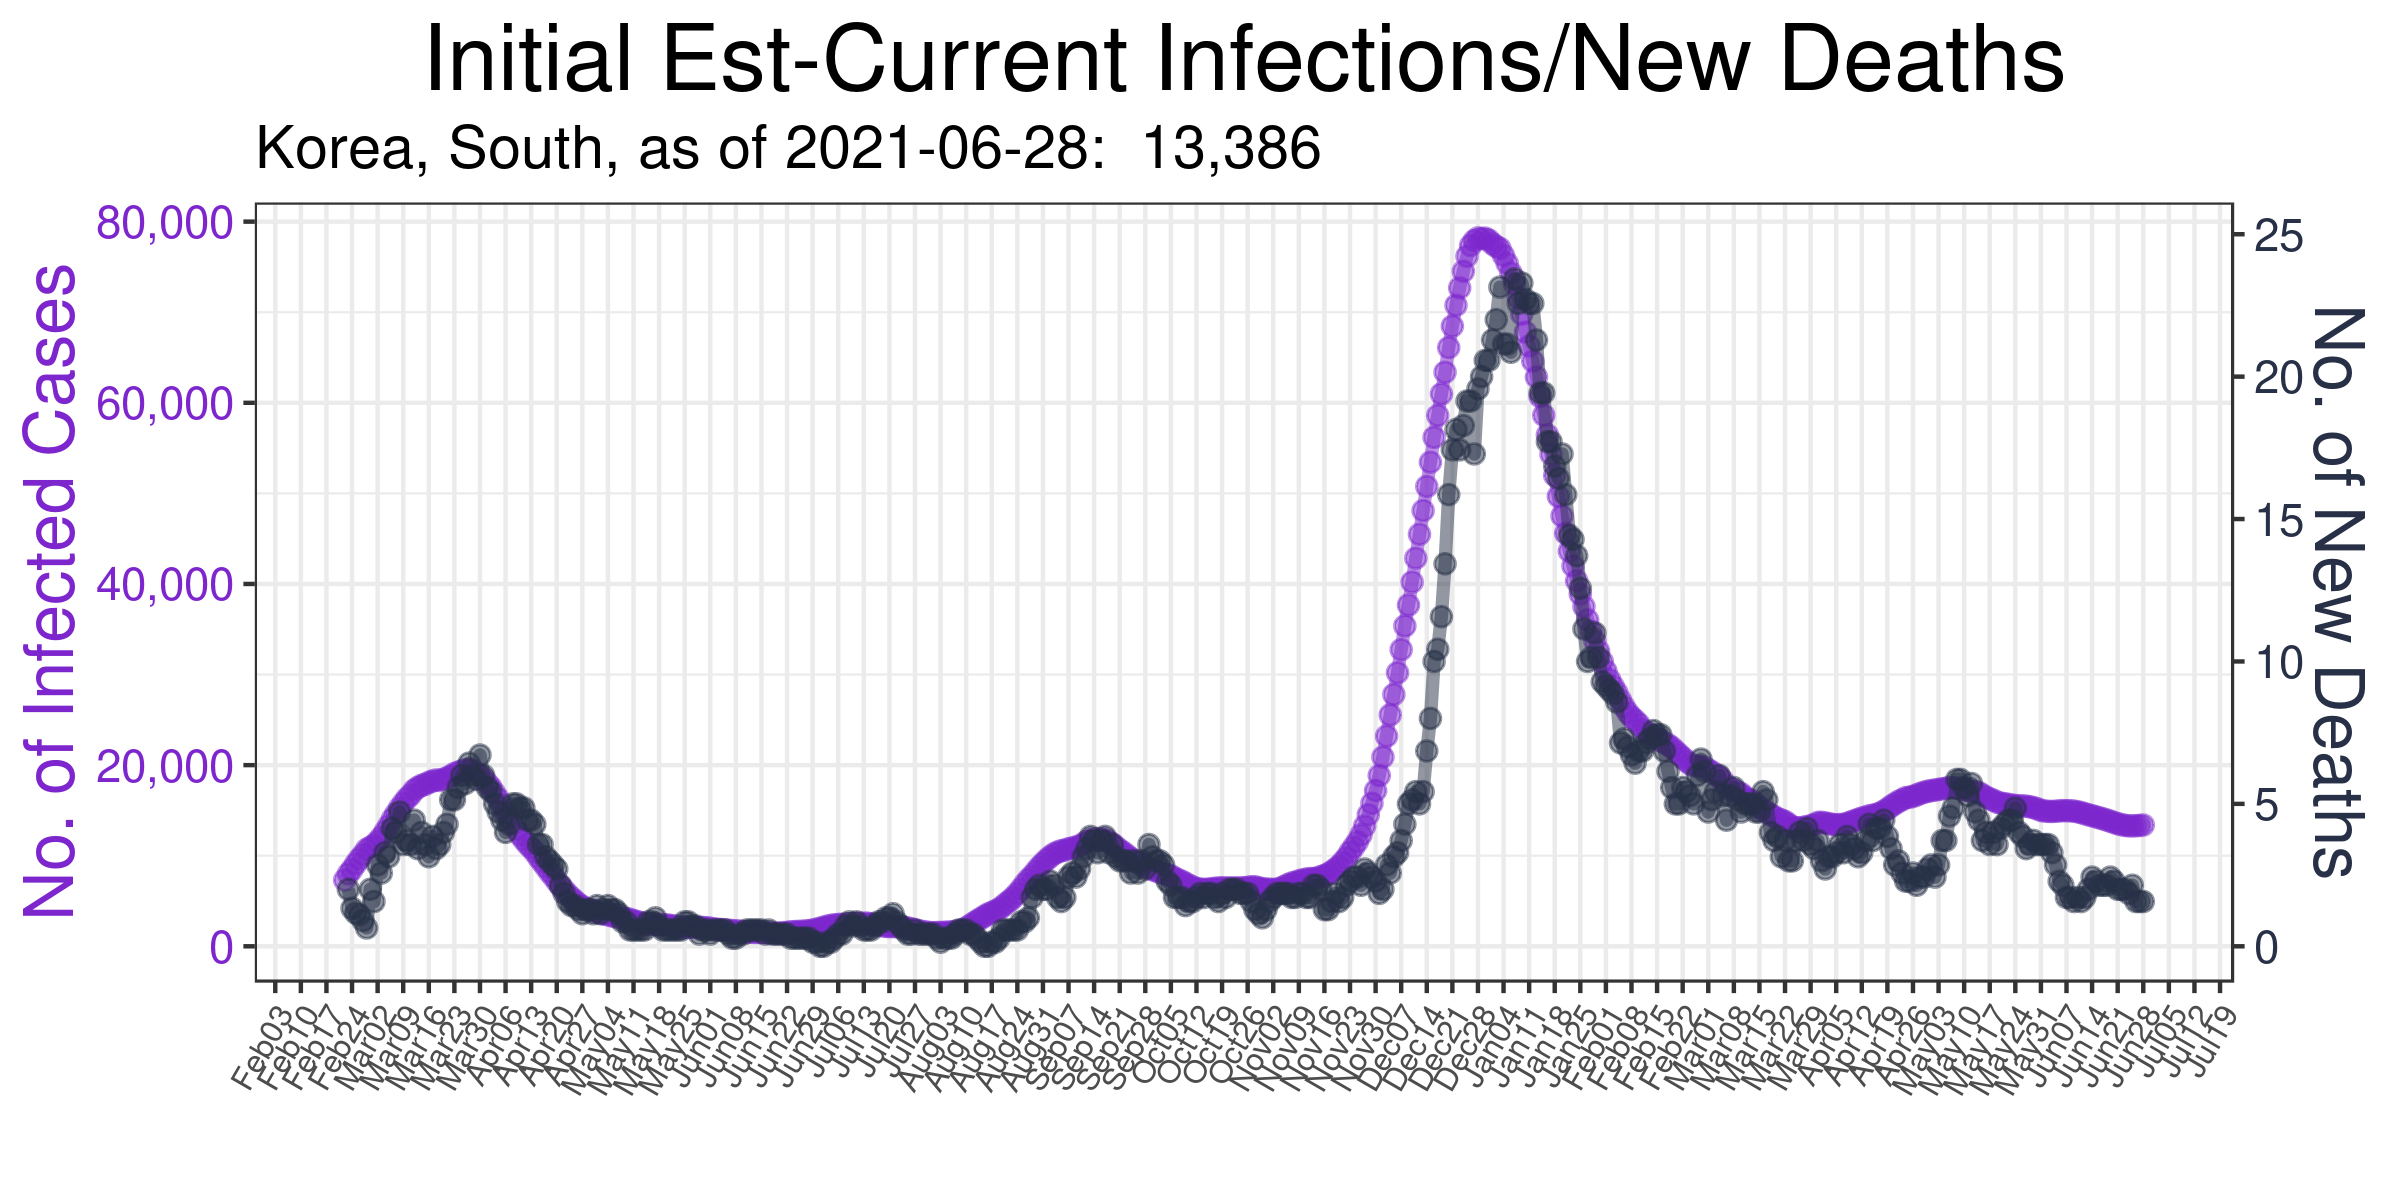 Initial Est-Current Infections/New Deaths
Korea, South, as of 2021-06-28:  13,386
No. of Infected Cases
80,000
60,000
40,000
20,000
0
No. of New Deaths
25
20
15
10
5
0
Feb03
Feb10
Feb17
Feb24
Mar02
Mar09
Mar16
Mar23
Mar30
Apr06
Apr13
Apr20
Apr27
May04
May11
May18
May25
Jun01
Jun08
Jun15
Jun22
Jun29
Jul06
Jul13
Jul20
Jul27
Aug03
Aug10
Aug17
Aug24
Aug31
Sep07
Sep14
Sep21
Sep28
Oct05
Oct12
Oct19
Oct26
Nov02
Nov09
Nov16
Nov23
Nov30
Dec07
Dec14
Dec21
Dec28
Jan04
Jan11
Jan18
Jan25
Feb01
Feb08
Feb15
Feb22
Mar01
Mar08
Mar15
Mar22
Mar29
Apr05
Apr12
Apr19
Apr26
May03
May10
May17
May24
May31
Jun07
Jun14
Jun21
Jun28
Jul05
Jul12
Jul19